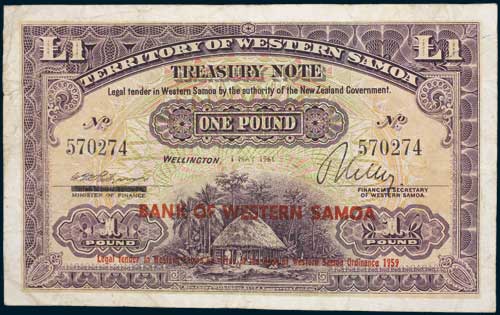 £1 £1
TERRITORY OF WESTERN SAMOA
TREASURY NOTE
Legal tender in Western Samoa by the authority of the New Zealand Government.
No. ONE POUND No.
570274 570274
WELLINGTON, 1961
MINISTER OF FINANCE
FINANCIAL SECRETARY
OF WESTERN SAMOA
BANK OF WESTERN SAMOA
1 1
POUND POUND
Legal tender in Western Samoa Western Samoa Ordinance 1959